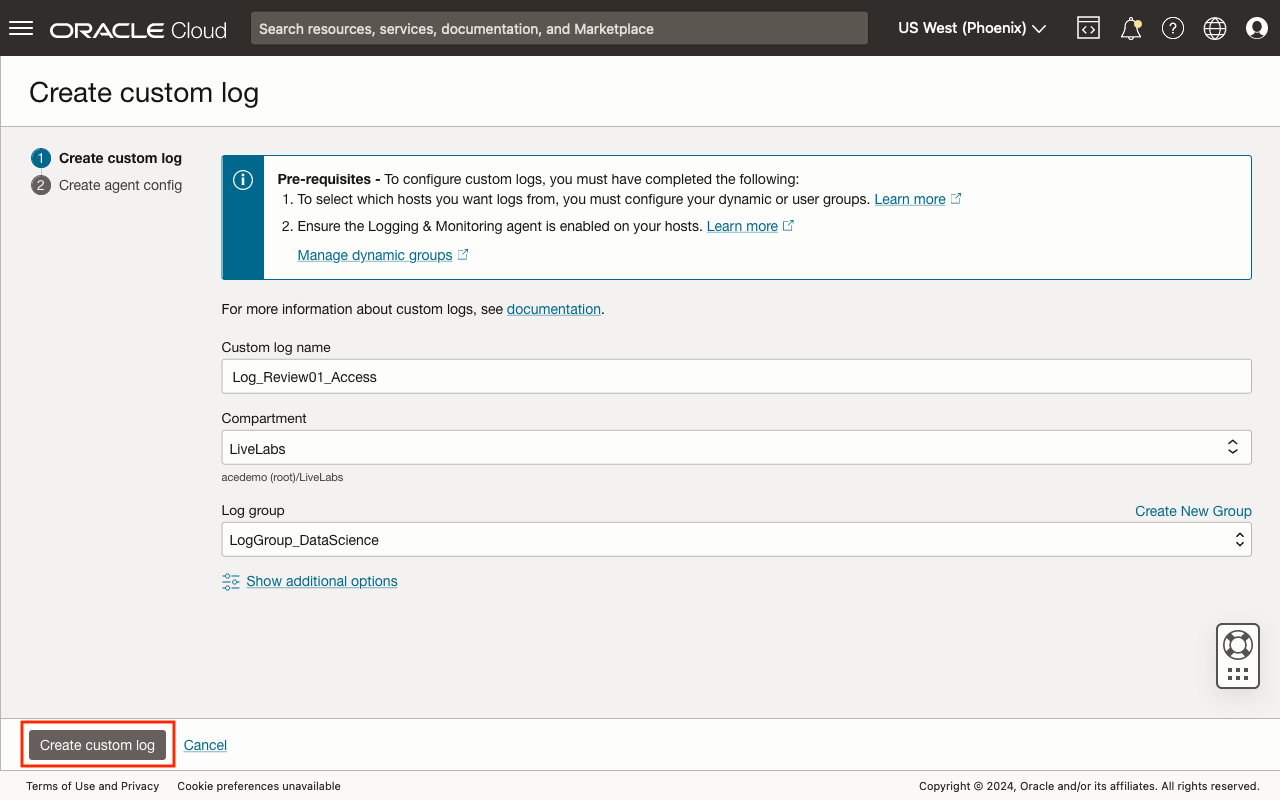 ORACLE Cloud
Search resources, services, documentation, and Marketplace
US West (Phoenix)
Create custom log
1 Create custom log
2 Create agent config
Pre-requisites - To configure custom logs, you must have completed the following:
1. To select which hosts you want logs from, you must configure your dynamic or user groups. Learn more
2. Ensure the Logging & Monitoring agent is enabled on your hosts. Learn more
Manage dynamic groups
For more information about custom logs, see documentation.
Custom log name
Log_Review01_Access
Compartment
LiveLabs
acedemo (root)/LiveLabs
Log group
Create New Group
LogGroup_DataScience
Show additional options
Create custom log
Cancel
Terms of Use and Privacy
Cookie preferences unavailable
Copyright © 2024, Oracle and/or its affiliates. All rights reserved.